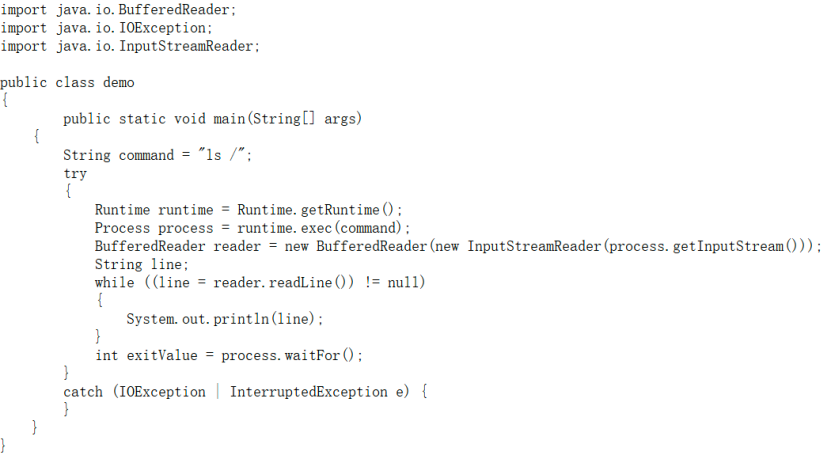 import java.io.BufferedReader;
import java.io.IOException;
import java.io.InputStreamReader;

public class demo
{
        public static void main(String[] args)
    {
        String command = "ls /";
        try
        {
            Runtime runtime = Runtime.getRuntime();
            Process process = runtime.exec(command);
            BufferedReader reader = new BufferedReader(new InputStreamReader(process.getInputStream()));
            String line;
            while ((line = reader.readLine()) != null)
            {
                System.out.println(line);
            }
            int exitValue = process.waitFor();
        }
        catch (IOException | InterruptedException e) {
        }
    }
}